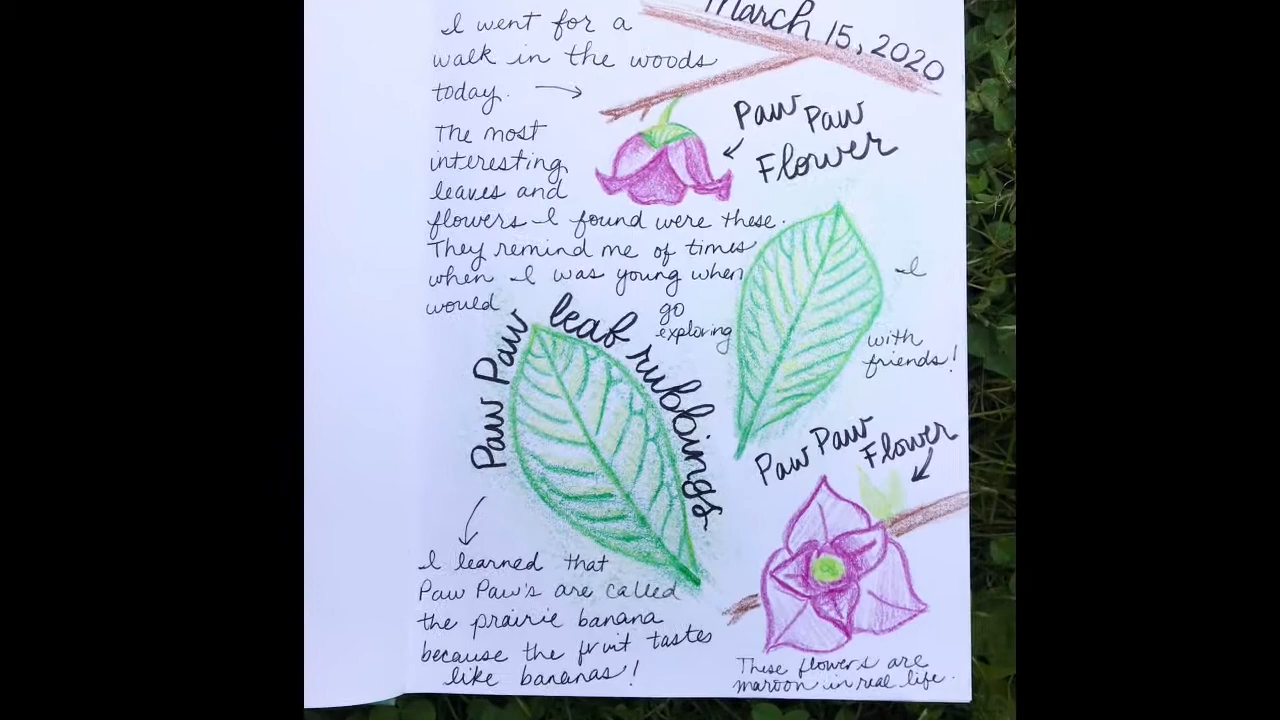 March 15, 2020
I went for a
walk in the woods
today.
The most
interesting
leaves and
flowers I found were these.
They remind me of times
when I was young when I
would go exploring with friends!
Paw Paw
Flower
Paw Paw leaf rubbings
Paw Paw
Flower
I learned that
Paw Paw's are called
the prairie banana
because the fruit tastes
like bananas!
These flowers are
maroon in real life.